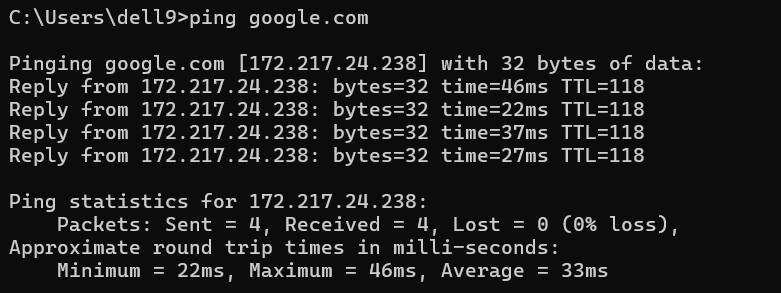 C:\Users\dell9>ping google.com
Pinging google.com [172.217.24.238] with 32 bytes of data:
Reply from 172.217.24.238: bytes=32 time=46ms TTL=118
Reply from 172.217.24.238: bytes=32 time=22ms TTL=118
Reply from 172.217.24.238: bytes=32 time=37ms TTL=118
Reply from 172.217.24.238: bytes=32 time=27ms TTL=118
Ping statistics for 172.217.24.238:
    Packets: Sent = 4, Received = 4, Lost = 0 (0% loss),
Approximate round trip times in milli-seconds:
    Minimum = 22ms, Maximum = 46ms, Average = 33ms